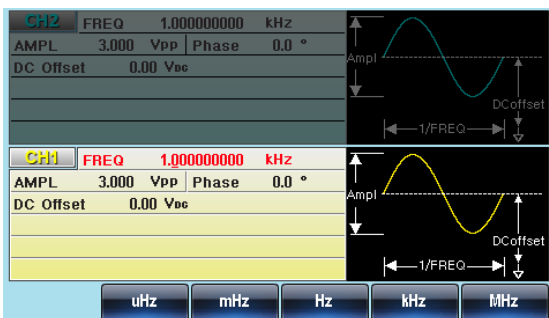 CH2 FREQ 1.000000000 kHz
AMPL 3.000 Vpp Phase 0.0 °
DC Offset 0.00 VDC
Ampl
DCoffset
1/FREQ
CH1 FREQ 1.000000000 kHz
AMPL 3.000 Vpp Phase 0.0 °
DC Offset 0.00 VDC
Ampl
DCoffset
1/FREQ
uHz mHz Hz kHz MHz